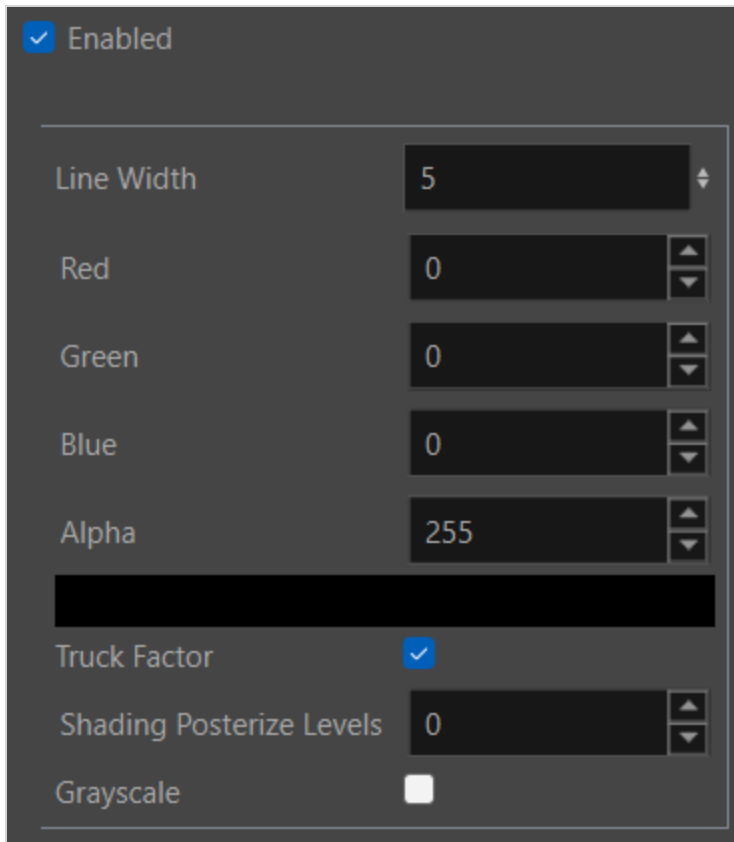 Enabled
Line Width 5
Red 0
Green 0
Blue 0
Alpha 255
Truck Factor
Shading Posterize Levels 0
Grayscale